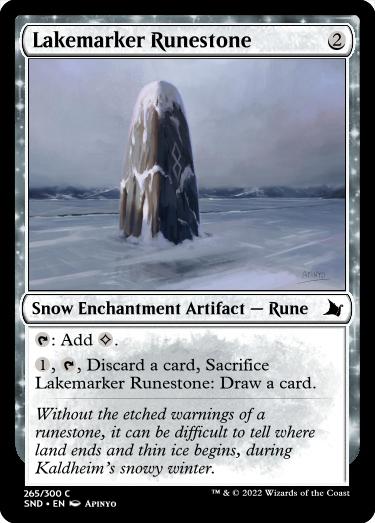 Lakemarker Runestone 2
APINYO
Snow Enchantment Artifact — Rune
: Add .
1, , Discard a card, Sacrifice
Lakemarker Runestone: Draw a card.
Without the etched warnings of a
runestone, it can be difficult to tell where
land ends and thin ice begins, during
Kaldheim's snowy winter.
265/300 C
SND • EN Apinyo
™ & © 2022 Wizards of the Coast